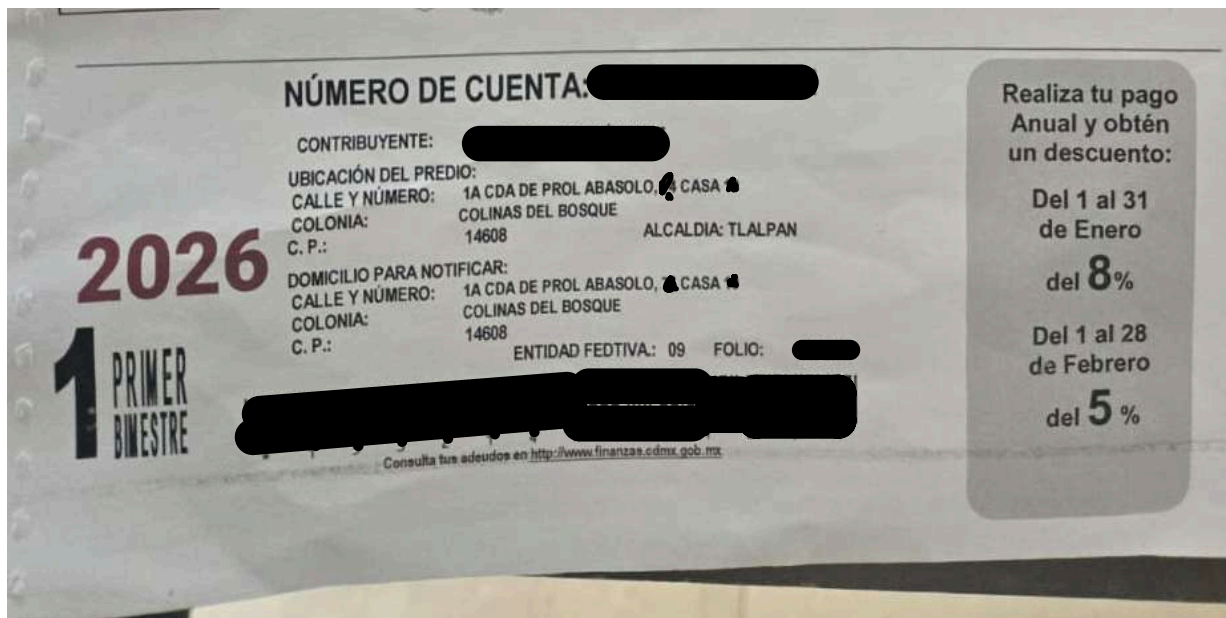 NÚMERO DE CUENTA:
CONTRIBUYENTE:
UBICACIÓN DEL PREDIO:
CALLE Y NÚMERO: 1A CDA DE PROL ABASOLO, CASA
COLONIA: COLINAS DEL BOSQUE
C. P.: 14608 ALCALDIA: TLALPAN
DOMICILIO PARA NOTIFICAR:
CALLE Y NÚMERO: 1A CDA DE PROL ABASOLO, CASA
COLONIA: COLINAS DEL BOSQUE
C. P.: 14608
ENTIDAD FEDTIVA.: 09 FOLIO:
Consulta tus adeudos en http://www.finanzas.cdmx.gob.mx
2026
1 PRIMER
BIMESTRE
Realiza tu pago
Anual y obtén
un descuento:
Del 1 al 31
de Enero
del 8%
Del 1 al 28
de Febrero
del 5 %